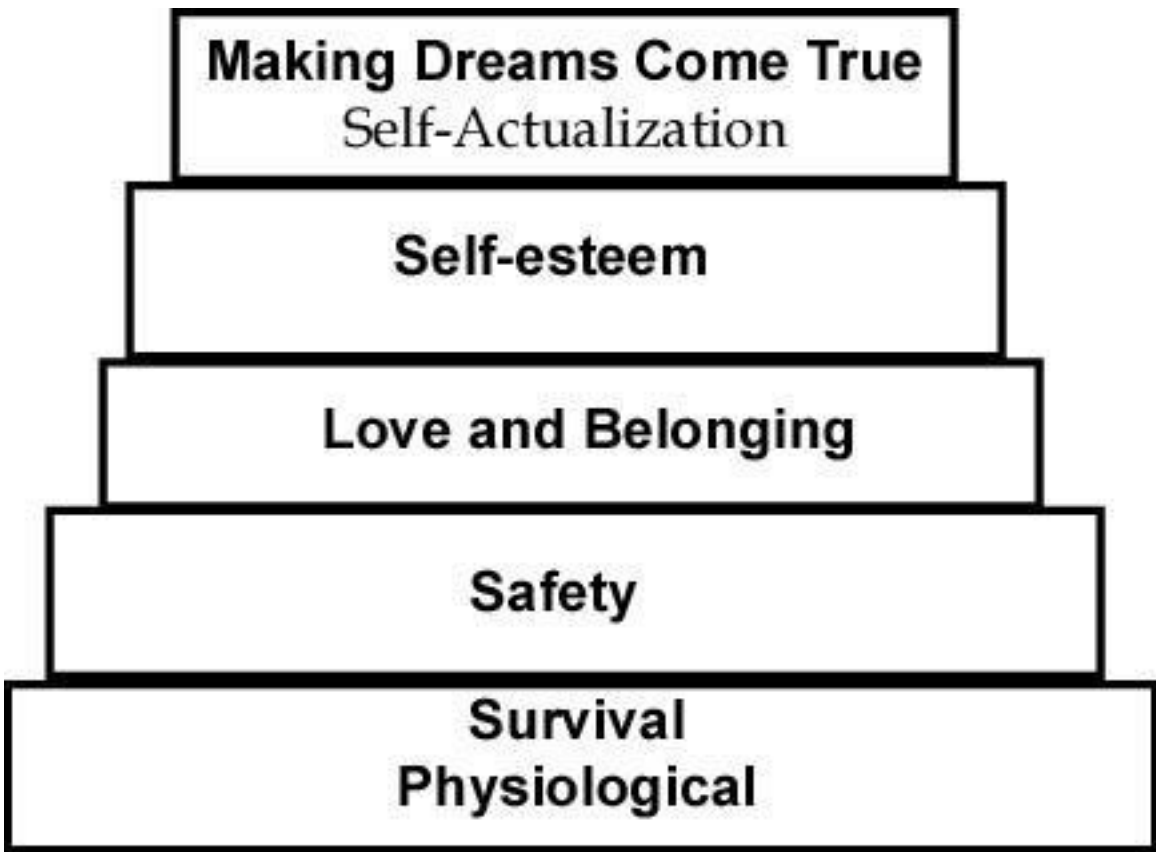 Making Dreams Come True
Self-Actualization
Self-esteem
Love and Belonging
Safety
Survival
Physiological